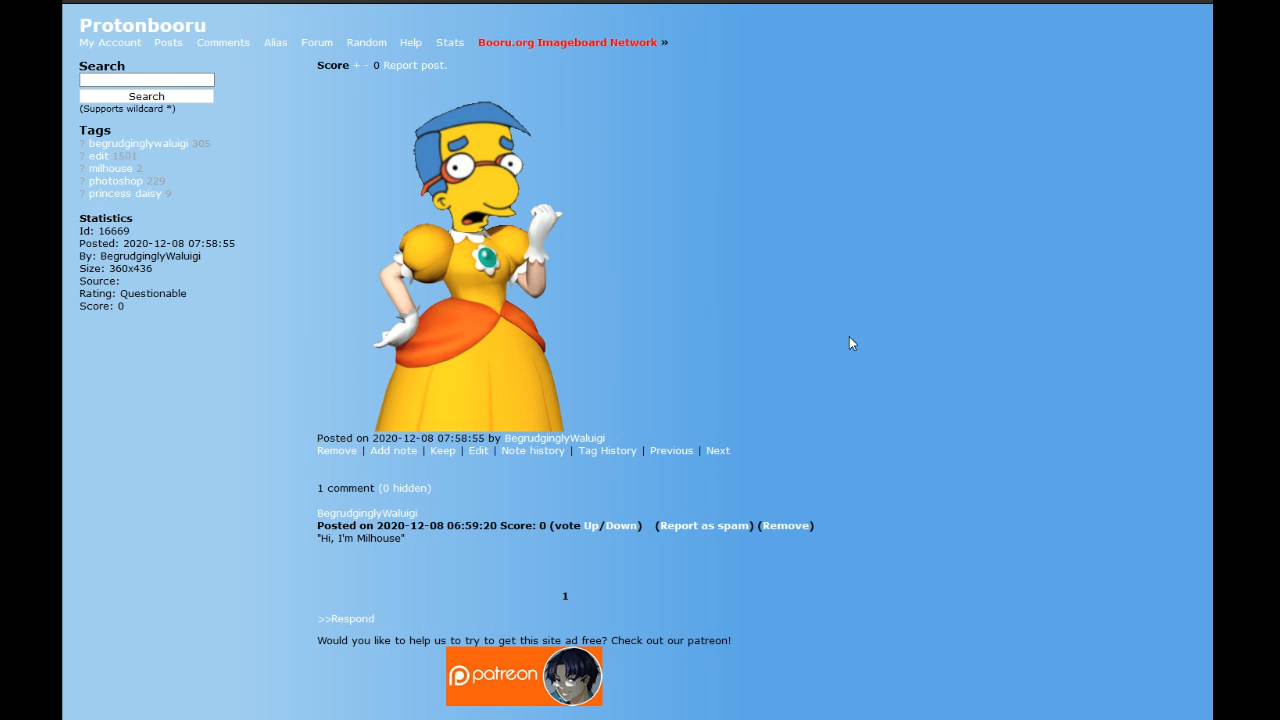 Protonbooru
My Account Posts Comments Alias Forum Random Help Stats Booru.org Imageboard Network »
Search
Search
(Supports wildcard *)
Tags
? begrudginglywaluigi 305
? edit 1501
? milhouse 2
? photoshop 229
? princess daisy 9
Statistics
Id: 16669
Posted: 2020-12-08 07:58:55
By: BegrudginglyWaluigi
Size: 360x436
Source:
Rating: Questionable
Score: 0
Score + - 0 Report post.
Posted on 2020-12-08 07:58:55 by BegrudginglyWaluigi
Remove | Add note | Keep | Edit | Note history | Tag History | Previous | Next
1 comment (0 hidden)
BegrudginglyWaluigi
Posted on 2020-12-08 06:59:20 Score: 0 (vote Up/Down) (Report as spam) (Remove)
"Hi, I'm Milhouse"
1
>>Respond
Would you like to help us to try to get this site ad free? Check out our patreon!
patreon